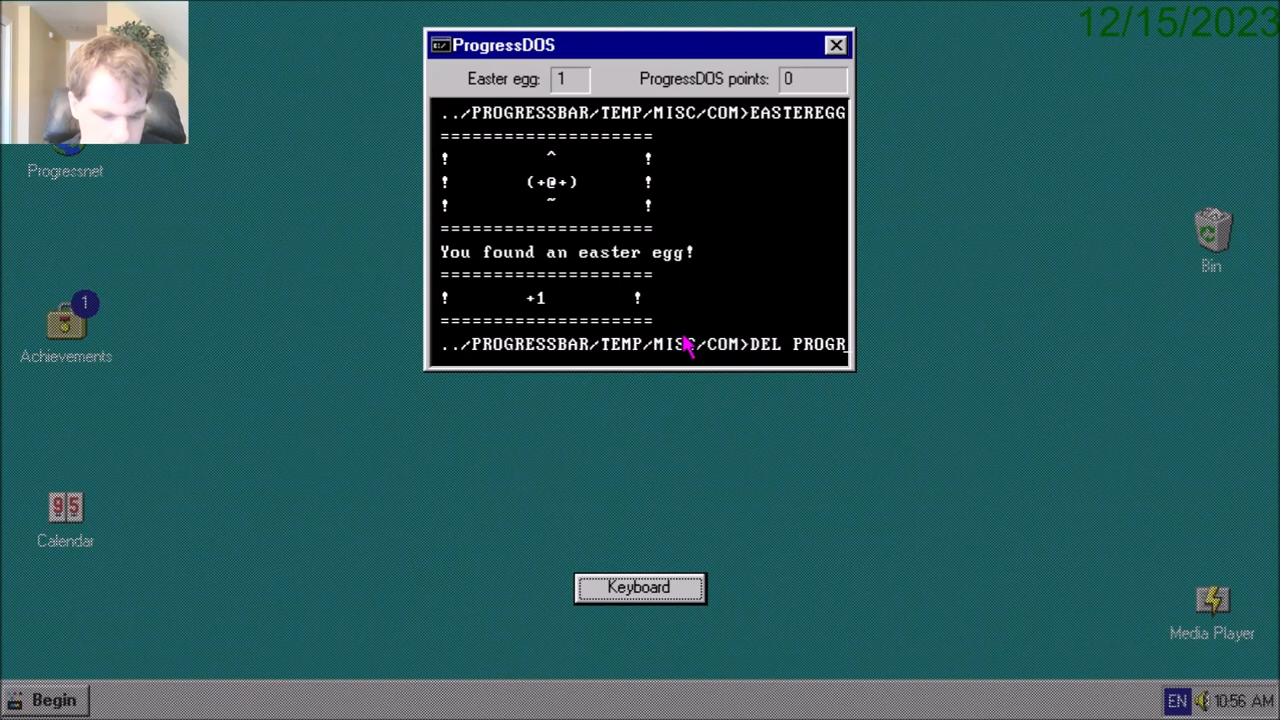 12/15/2023
ProgressDOS
Easter egg: 1 ProgressDOS points: 0
../PROGRESSBAR/TEMP/MISC/COM>EASTEREGG
====================
! ^ !
! (+@+) !
! ~ !
====================
You found an easter egg!
====================
! +1 !
====================
../PROGRESSBAR/TEMP/MISC/COM>DEL PROGR_
Progressnet
Bin
1
Achievements
95
Calendar
Keyboard
Media Player
Begin
EN 10:56 AM